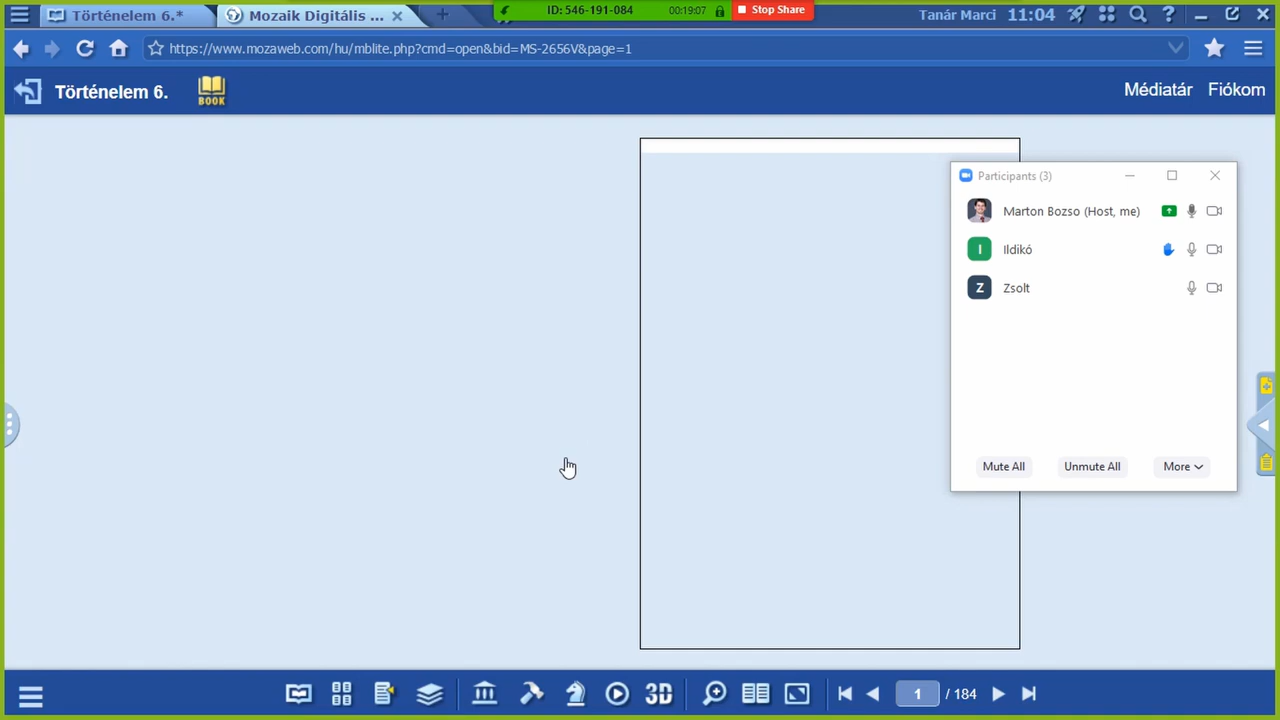 Történelem 6.*
Mozaik Digitális ...
ID: 546-191-084
00:19:07
Stop Share
Tanár Marci
11:04
https://www.mozaweb.com/hu/mblite.php?cmd=open&bid=MS-2656V&page=1
Történelem 6.
BOOK
Médiatár
Fiókom
Participants (3)
Marton Bozso (Host, me)
I
Ildikó
Z
Zsolt
Mute All
Unmute All
More
3D
1
/ 184